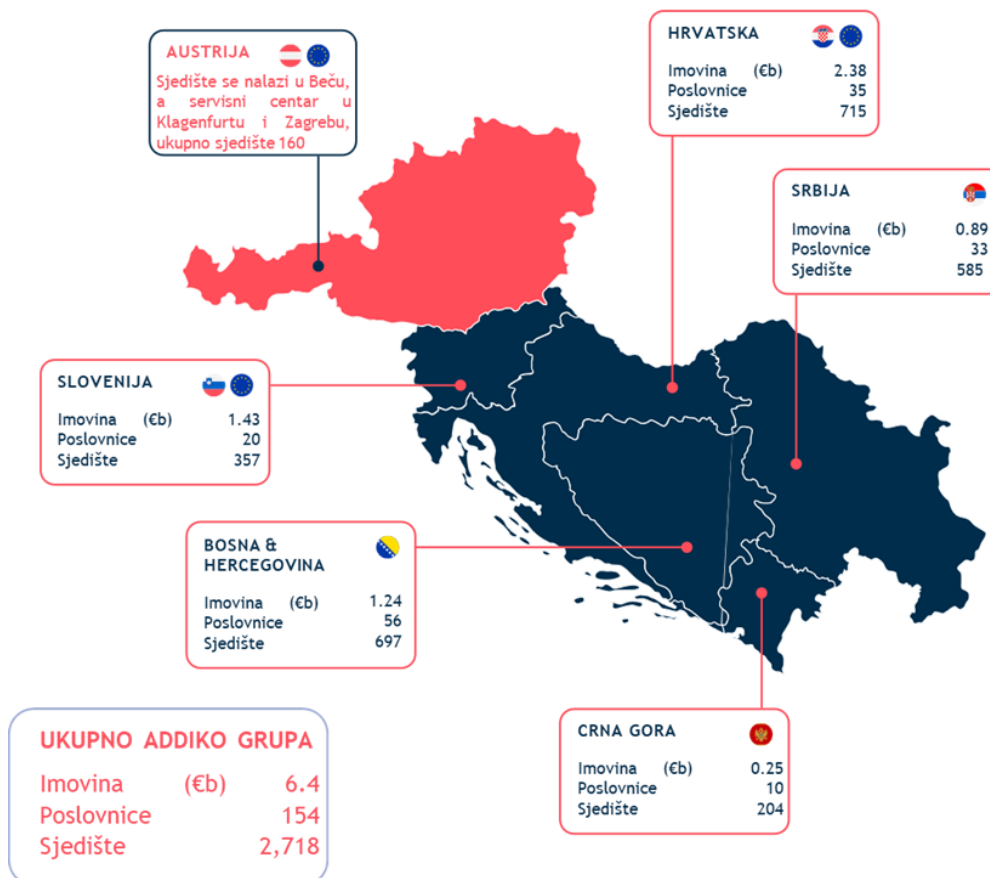 AUSTRIJA
Sjedište se nalazi u Beču,
a servisni centar u
Klagenfurtu i Zagrebu,
ukupno sjedište 160
HRVATSKA
Imovina (€b) 2.38
Poslovnice 35
Sjedište 715
SRBIJA
Imovina (€b) 0.89
Poslovnice 33
Sjedište 585
SLOVENIJA
Imovina (€b) 1.43
Poslovnice 20
Sjedište 357
BOSNA &
HERCEGOVINA
Imovina (€b) 1.24
Poslovnice 56
Sjedište 697
CRNA GORA
Imovina (€b) 0.25
Poslovnice 10
Sjedište 204
UKUPNO ADDIKO GRUPA
Imovina (€b) 6.4
Poslovnice 154
Sjedište 2,718